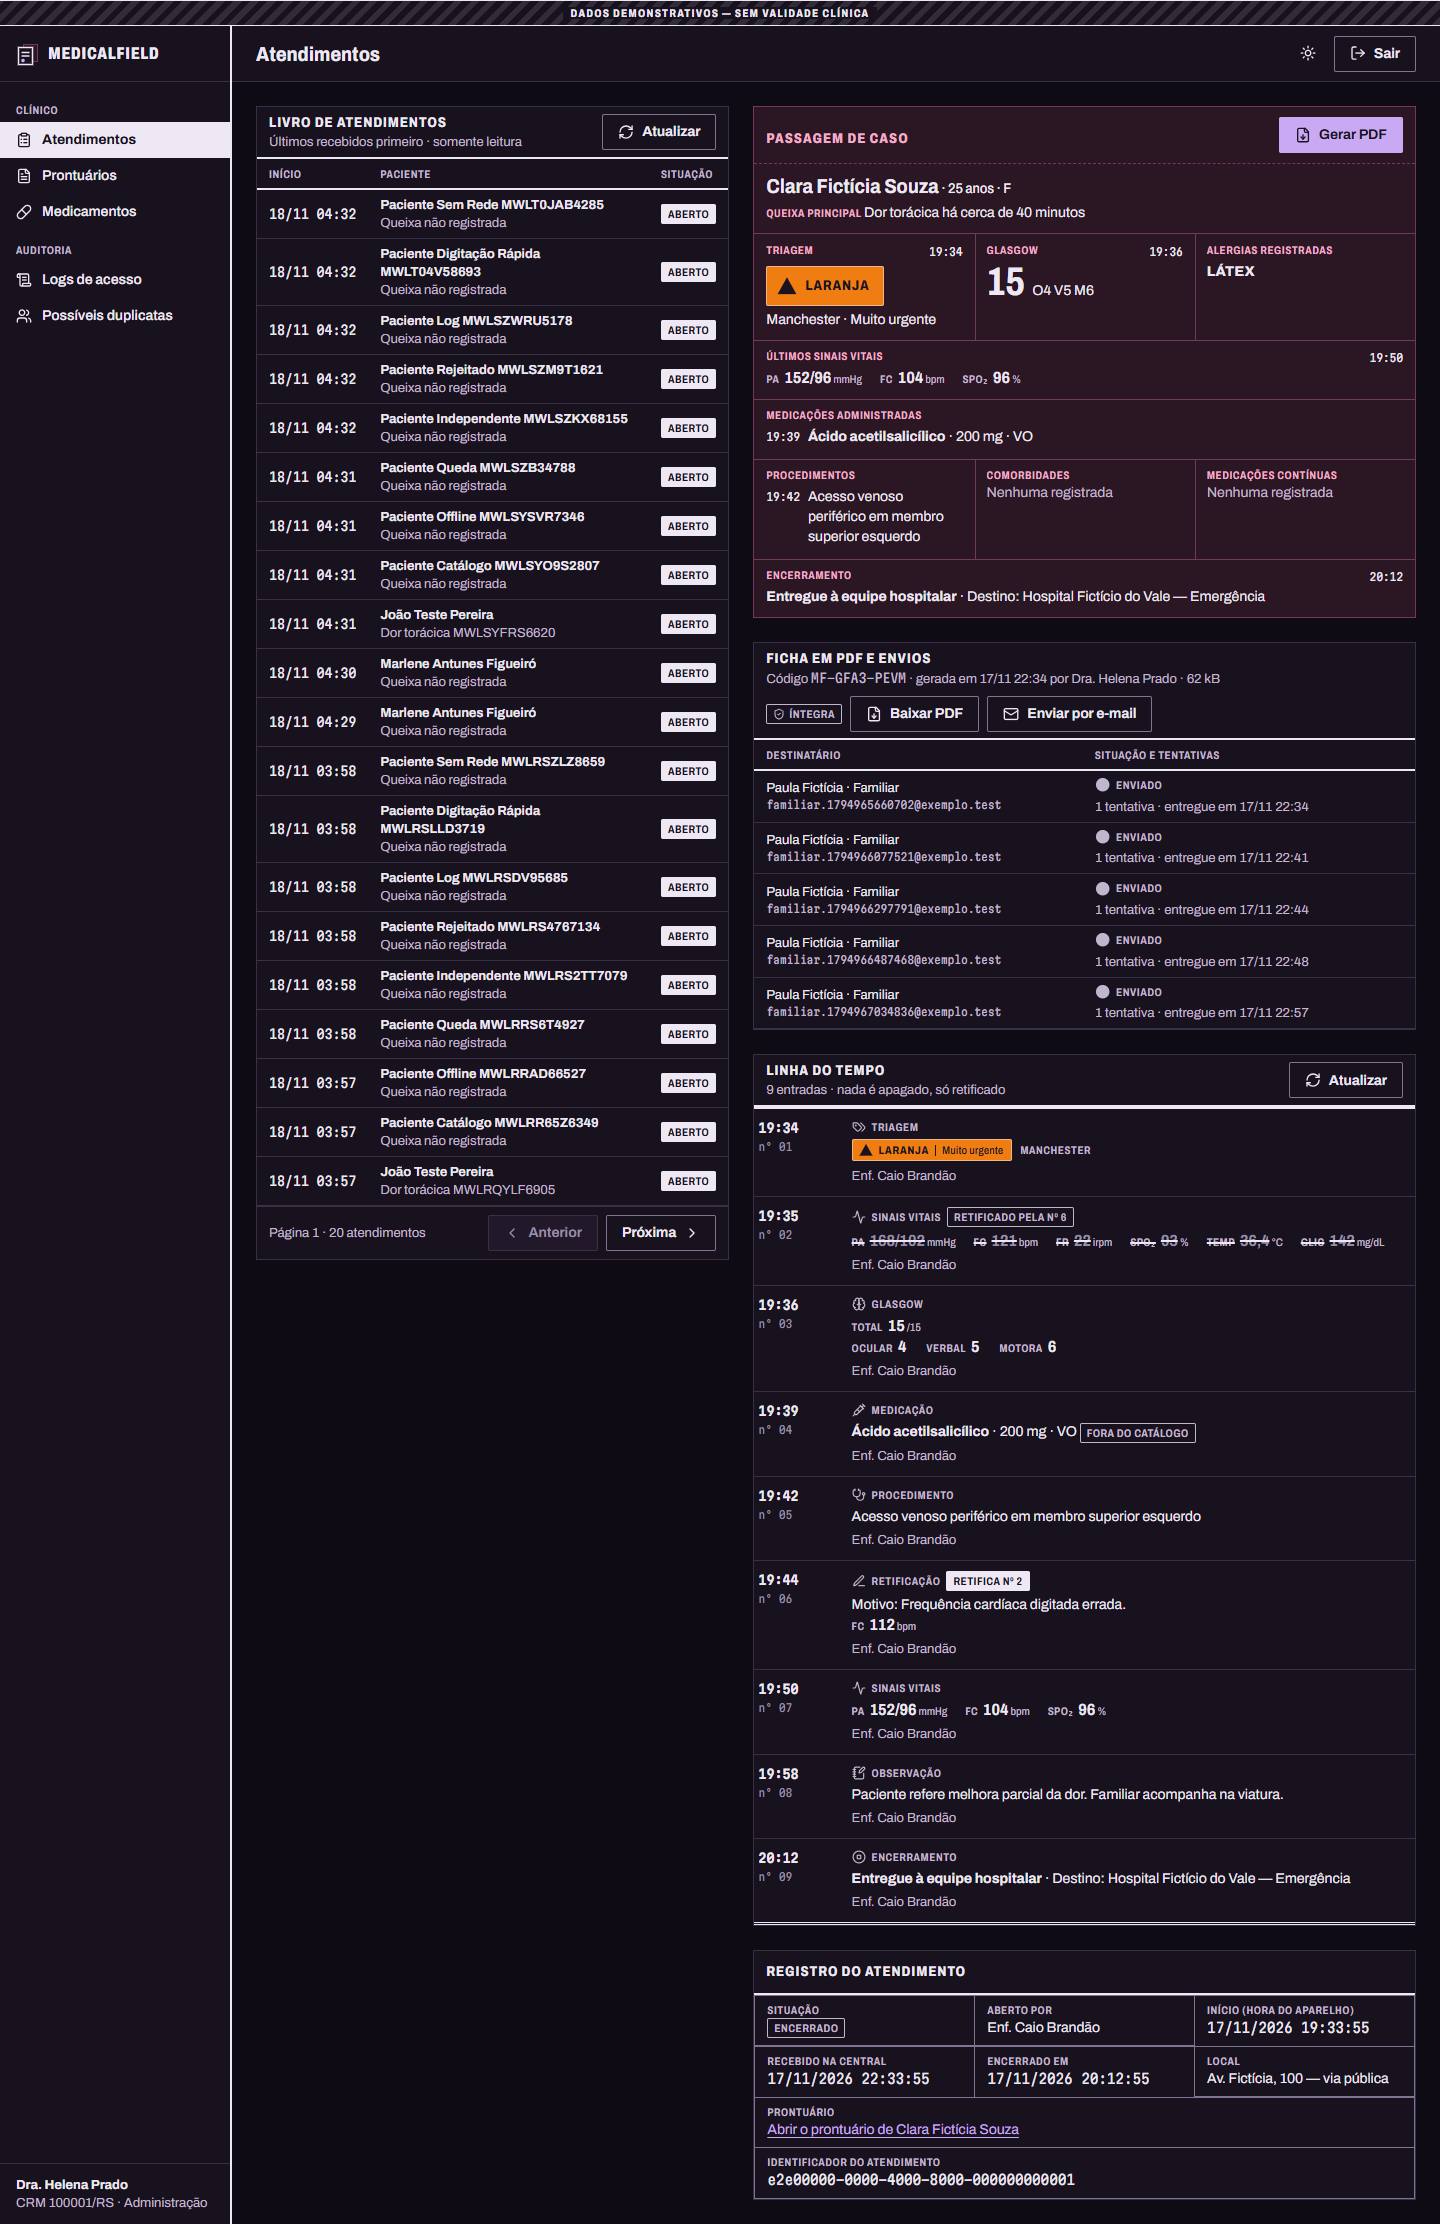 DADOS DEMONSTRATIVOS — SEM VALIDADE CLÍNICA
MEDICALFIELD
CLÍNICO
Atendimentos
Prontuários
Medicamentos
AUDITORIA
Logs de acesso
Possíveis duplicatas
Dra. Helena Prado
CRM 100001/RS · Administração
Atendimentos
Sair
LIVRO DE ATENDIMENTOS
Últimos recebidos primeiro · somente leitura
Atualizar
INÍCIO PACIENTE SITUAÇÃO
18/11 04:32 Paciente Sem Rede MWLT0JAB4285 ABERTO
Queixa não registrada
18/11 04:32 Paciente Digitação Rápida ABERTO
MWLT04V58693
Queixa não registrada
18/11 04:32 Paciente Log MWLSZWRU5178 ABERTO
Queixa não registrada
18/11 04:32 Paciente Rejeitado MWLSZM9T1621 ABERTO
Queixa não registrada
18/11 04:32 Paciente Independente MWLSZKX68155 ABERTO
Queixa não registrada
18/11 04:31 Paciente Queda MWLSZB34788 ABERTO
Queixa não registrada
18/11 04:31 Paciente Offline MWLSYSVR7346 ABERTO
Queixa não registrada
18/11 04:31 Paciente Catálogo MWLSYO9S2807 ABERTO
Queixa não registrada
18/11 04:31 João Teste Pereira ABERTO
Dor torácica MWLSYFRS6620
18/11 04:30 Marlene Antunes Figueiró ABERTO
Queixa não registrada
18/11 04:29 Marlene Antunes Figueiró ABERTO
Queixa não registrada
18/11 03:58 Paciente Sem Rede MWLRSZLZ8659 ABERTO
Queixa não registrada
18/11 03:58 Paciente Digitação Rápida ABERTO
MWLRSLLD3719
Queixa não registrada
18/11 03:58 Paciente Log MWLRSDV95685 ABERTO
Queixa não registrada
18/11 03:58 Paciente Rejeitado MWLRS4767134 ABERTO
Queixa não registrada
18/11 03:58 Paciente Independente MWLRS2TT7079 ABERTO
Queixa não registrada
18/11 03:58 Paciente Queda MWLRRS6T4927 ABERTO
Queixa não registrada
18/11 03:57 Paciente Offline MWLRRAD66527 ABERTO
Queixa não registrada
18/11 03:57 Paciente Catálogo MWLRR65Z6349 ABERTO
Queixa não registrada
18/11 03:57 João Teste Pereira ABERTO
Dor torácica MWLRQYLF6905
Página 1 · 20 atendimentos Anterior Próxima
PASSAGEM DE CASO
Gerar PDF
Clara Fictícia Souza · 25 anos · F
QUEIXA PRINCIPAL Dor torácica há cerca de 40 minutos
TRIAGEM 19:34
LARANJA
Manchester · Muito urgente
GLASGOW 19:36
15 O4 V5 M6
ALERGIAS REGISTRADAS
LÁTEX
ÚLTIMOS SINAIS VITAIS 19:50
PA 152/96 mmHg FC 104 bpm SPO₂ 96 %
MEDICAÇÕES ADMINISTRADAS
19:39 Ácido acetilsalicílico · 200 mg · VO
PROCEDIMENTOS
19:42 Acesso venoso
periférico em membro
superior esquerdo
COMORBIDADES
Nenhuma registrada
MEDICAÇÕES CONTÍNUAS
Nenhuma registrada
ENCERRAMENTO 20:12
Entregue à equipe hospitalar · Destino: Hospital Fictício do Vale — Emergência
FICHA EM PDF E ENVIOS
Código MF-GFA3-PEVM · gerada em 17/11 22:34 por Dra. Helena Prado · 62 kB
ÍNTEGRA Baixar PDF Enviar por e-mail
DESTINATÁRIO SITUAÇÃO E TENTATIVAS
Paula Fictícia · Familiar ENVIADO
familiar.1794965660702@exemplo.test 1 tentativa · entregue em 17/11 22:34
Paula Fictícia · Familiar ENVIADO
familiar.1794966077521@exemplo.test 1 tentativa · entregue em 17/11 22:41
Paula Fictícia · Familiar ENVIADO
familiar.1794966297791@exemplo.test 1 tentativa · entregue em 17/11 22:44
Paula Fictícia · Familiar ENVIADO
familiar.1794966487468@exemplo.test 1 tentativa · entregue em 17/11 22:48
Paula Fictícia · Familiar ENVIADO
familiar.1794967034836@exemplo.test 1 tentativa · entregue em 17/11 22:57
LINHA DO TEMPO
9 entradas · nada é apagado, só retificado
Atualizar
19:34 TRIAGEM
nº 01 LARANJA | Muito urgente MANCHESTER
Enf. Caio Brandão
19:35 SINAIS VITAIS RETIFICADO PELA Nº 6
nº 02 PA 168/102 mmHg FC 121 bpm FR 22 irpm SPO₂ 93 % TEMP 36,4 °C GLIC 142 mg/dL
Enf. Caio Brandão
19:36 GLASGOW
nº 03 TOTAL 15 /15
OCULAR 4 VERBAL 5 MOTORA 6
Enf. Caio Brandão
19:39 MEDICAÇÃO
nº 04 Ácido acetilsalicílico · 200 mg · VO FORA DO CATÁLOGO
Enf. Caio Brandão
19:42 PROCEDIMENTO
nº 05 Acesso venoso periférico em membro superior esquerdo
Enf. Caio Brandão
19:44 RETIFICAÇÃO RETIFICA Nº 2
nº 06 Motivo: Frequência cardíaca digitada errada.
FC 112 bpm
Enf. Caio Brandão
19:50 SINAIS VITAIS
nº 07 PA 152/96 mmHg FC 104 bpm SPO₂ 96 %
Enf. Caio Brandão
19:58 OBSERVAÇÃO
nº 08 Paciente refere melhora parcial da dor. Familiar acompanha na viatura.
Enf. Caio Brandão
20:12 ENCERRAMENTO
nº 09 Entregue à equipe hospitalar · Destino: Hospital Fictício do Vale — Emergência
Enf. Caio Brandão
REGISTRO DO ATENDIMENTO
SITUAÇÃO ABERTO POR INÍCIO (HORA DO APARELHO)
ENCERRADO Enf. Caio Brandão 17/11/2026 19:33:55
RECEBIDO NA CENTRAL ENCERRADO EM LOCAL
17/11/2026 22:33:55 17/11/2026 20:12:55 Av. Fictícia, 100 — via pública
PRONTUÁRIO
Abrir o prontuário de Clara Fictícia Souza
IDENTIFICADOR DO ATENDIMENTO
e2e00000-0000-4000-8000-000000000001